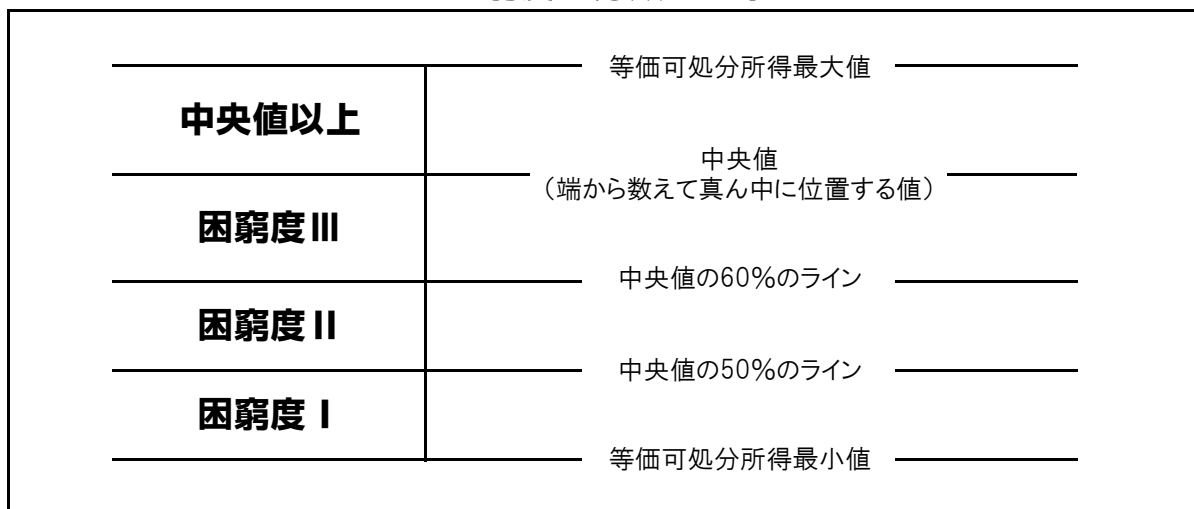 等価可処分所得最大値
中央値以上
中央値
（端から数えて真ん中に位置する値）
困窮度Ⅲ
中央値の60％のライン
困窮度Ⅱ
中央値の50％のライン
困窮度Ⅰ
等価可処分所得最小値